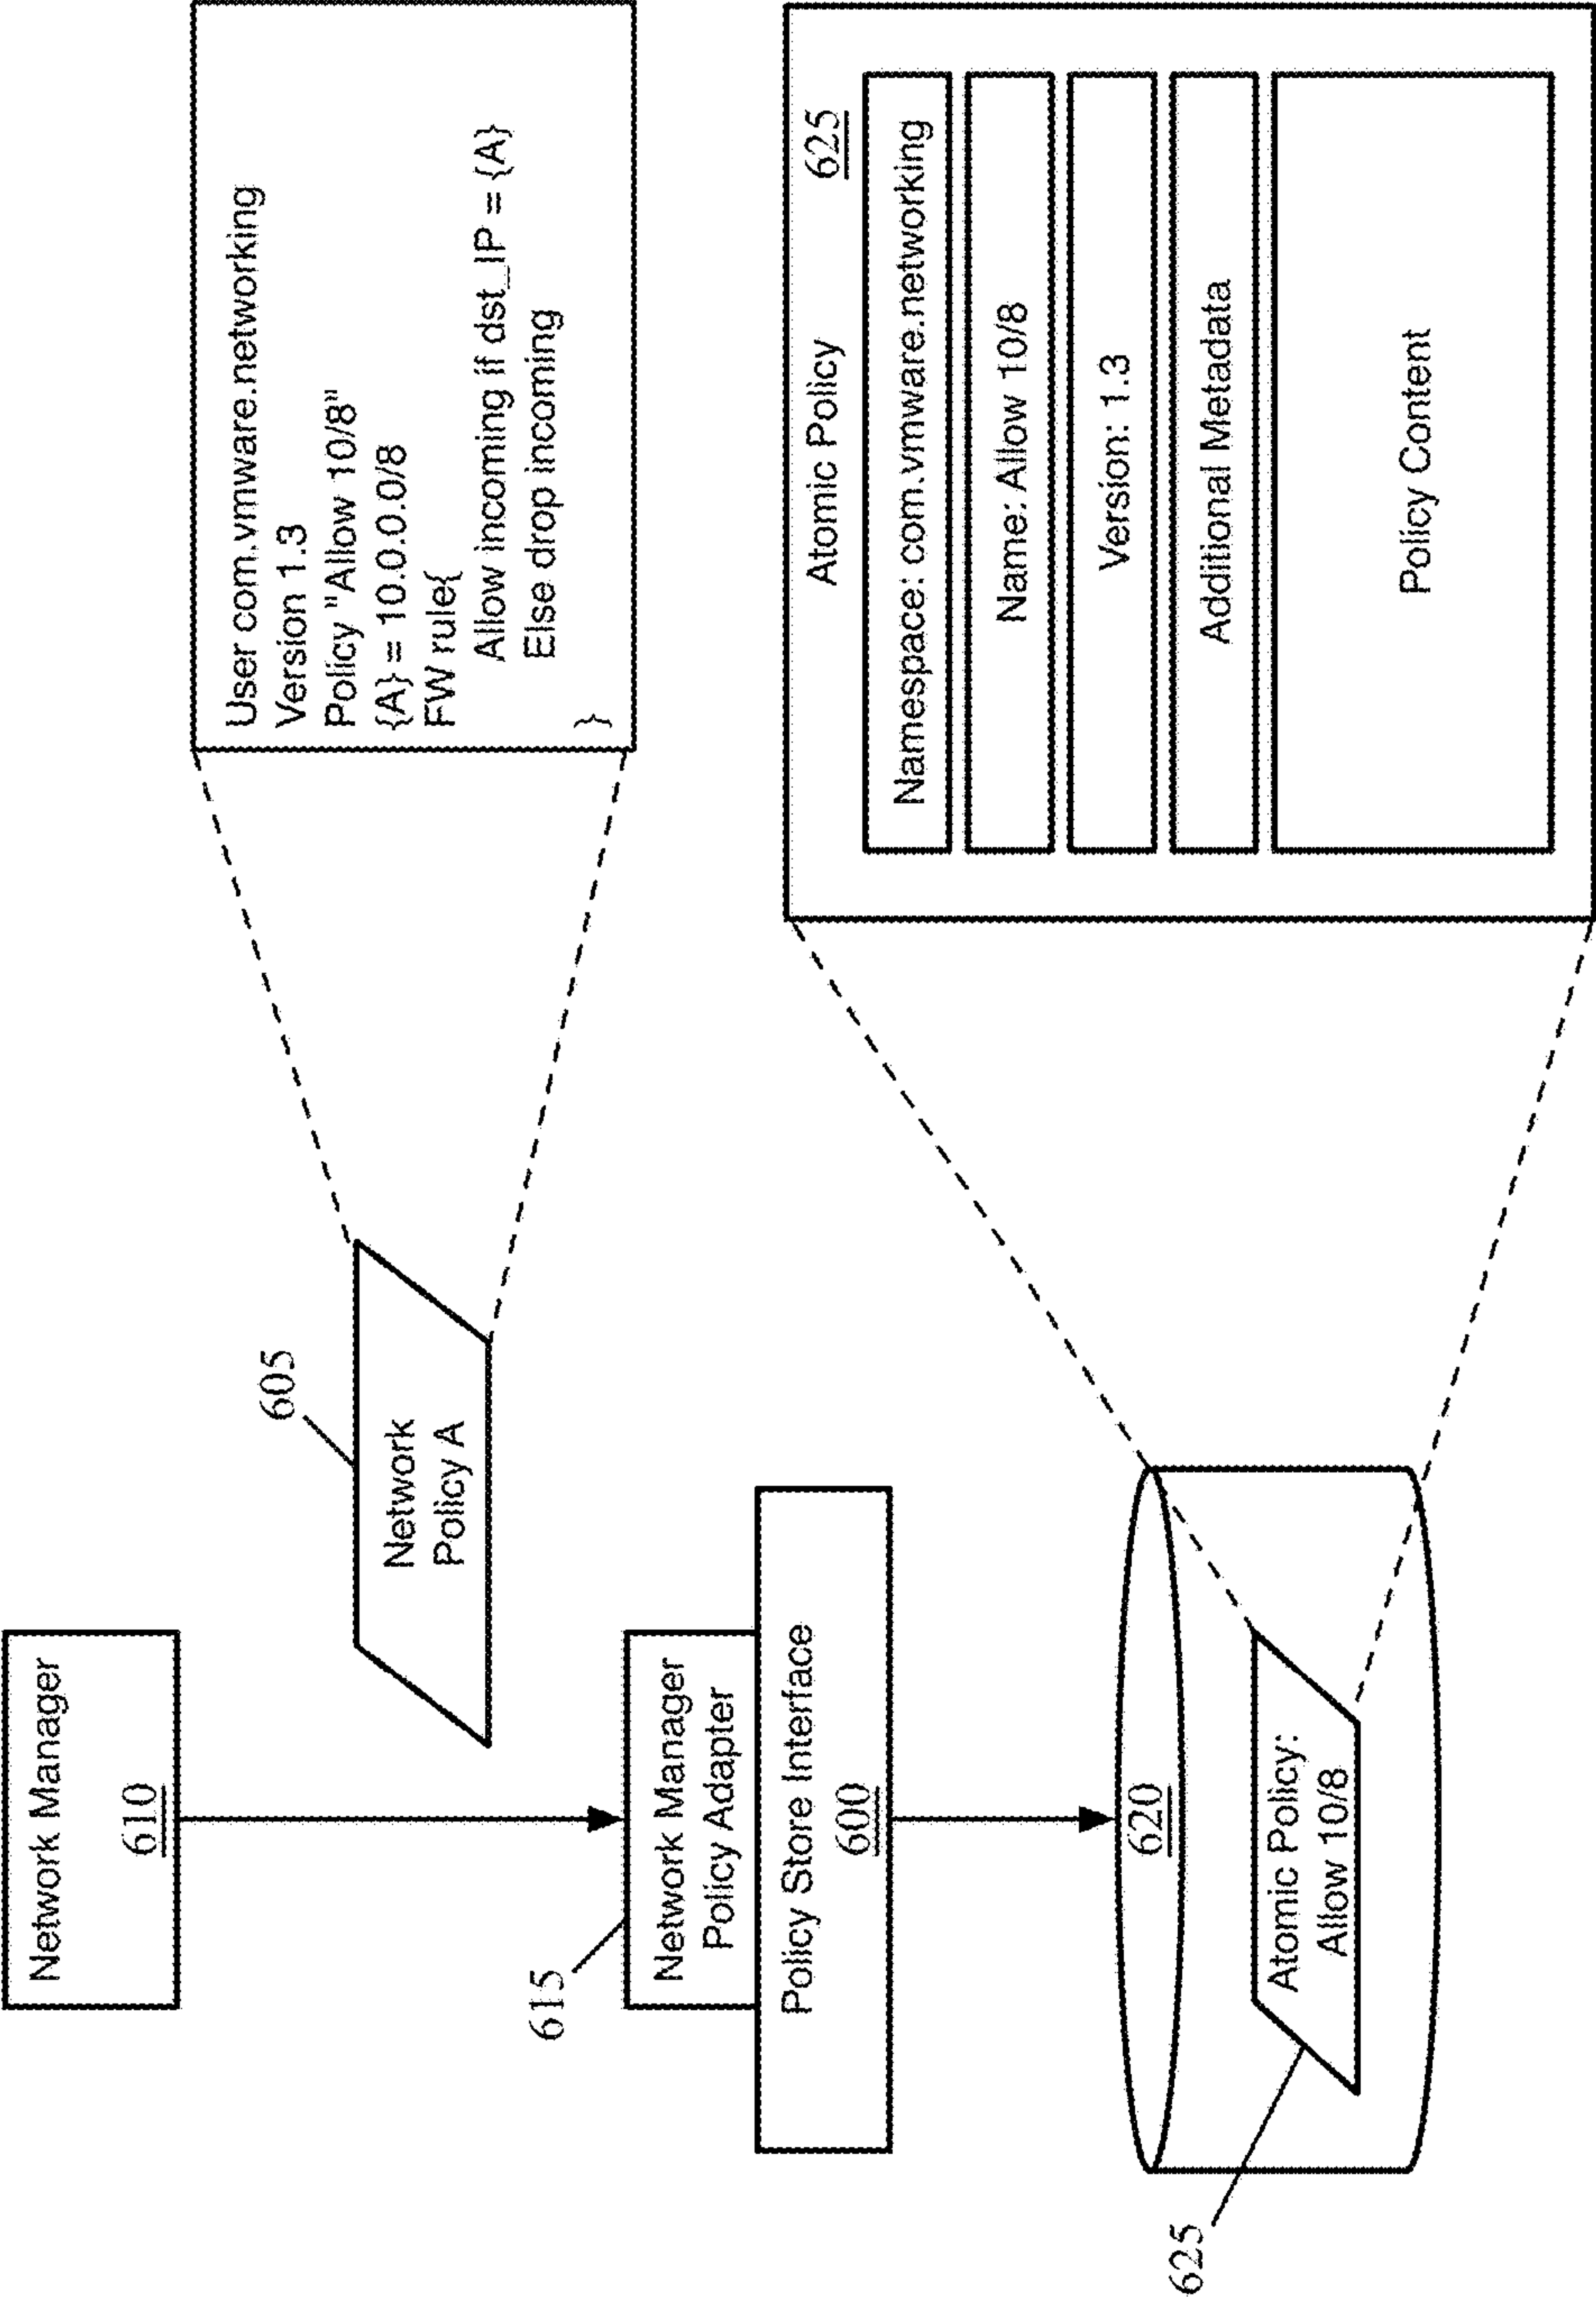 Network Manager
610
605
Network
Policy A
User com.vmware.networking
Version 1.3
Policy "Allow 10/8"
{A} = 10.0.0.0/8
FW rule{
Allow incoming if dst_IP = {A}
Else drop incoming
}
615
Network Manager
Policy Adapter
Policy Store Interface
600
620
Atomic Policy:
Allow 10/8
625
Atomic Policy
625
Namespace: com.vmware.networking
Name: Allow 10/8
Version: 1.3
Additional Metadata
Policy Content